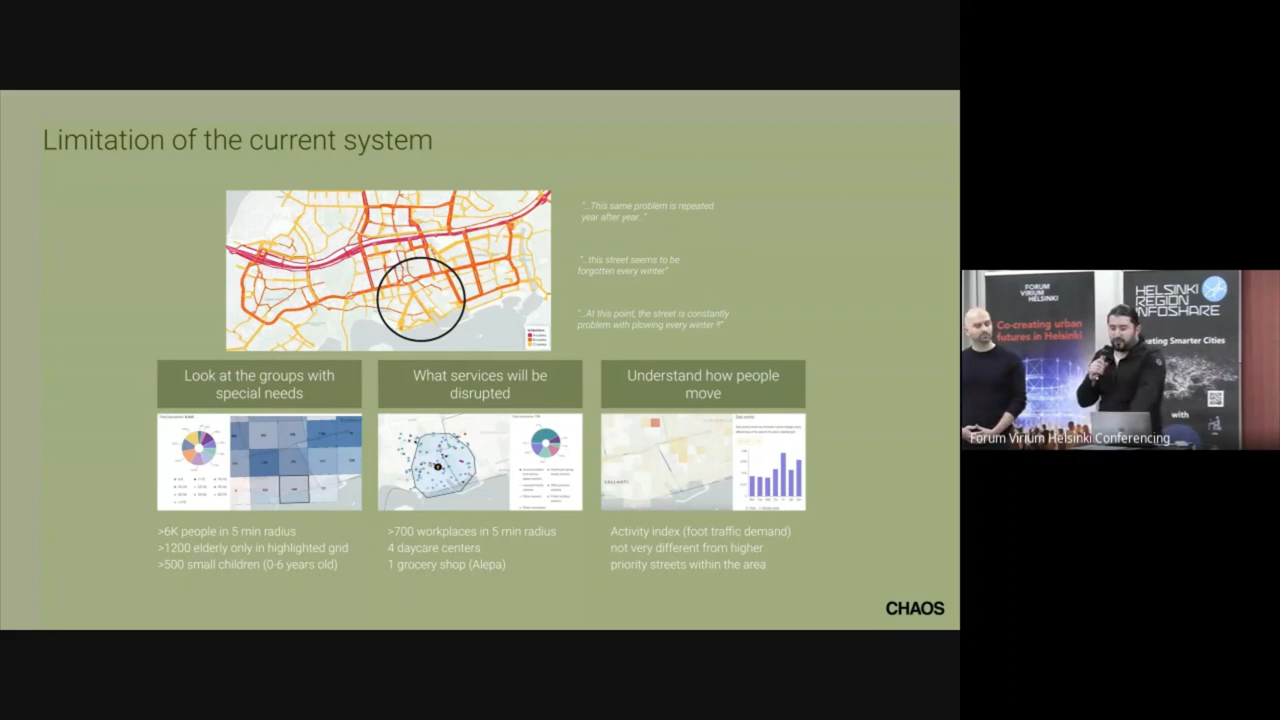 Limitation of the current system
"...This same problem is repeated
year after year..."
"...this street seems to be
forgotten every winter"
"...At this point, the street is constantly
problem with plowing every winter !!"
Look at the groups with
special needs
What services will be
disrupted
Understand how people
move
>6K people in 5 min radius
>1200 elderly only in highlighted grid
>500 small children (0-6 years old)
>700 workplaces in 5 min radius
4 daycare centers
1 grocery shop (Alepa)
Activity index (foot traffic demand)
not very different from higher
priority streets within the area
CHAOS
FORUM
VIRIUM
HELSINKI
Co-creating urban
futures in Helsinki
HELSINKI
REGION
INFOSHARE
eating Smarter Cities
with
Forum Virium Helsinki Conferencing